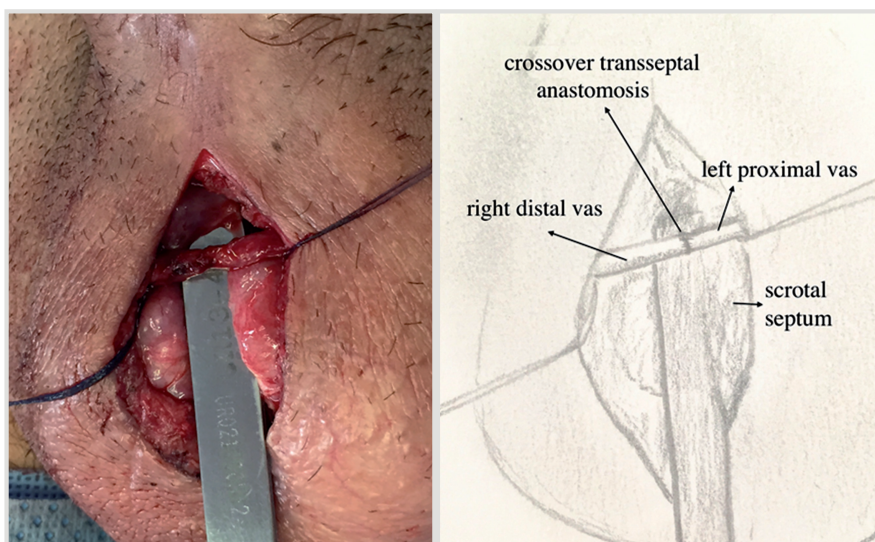 crossover transseptal
anastomosis
left proximal vas
right distal vas
scrotal
septum